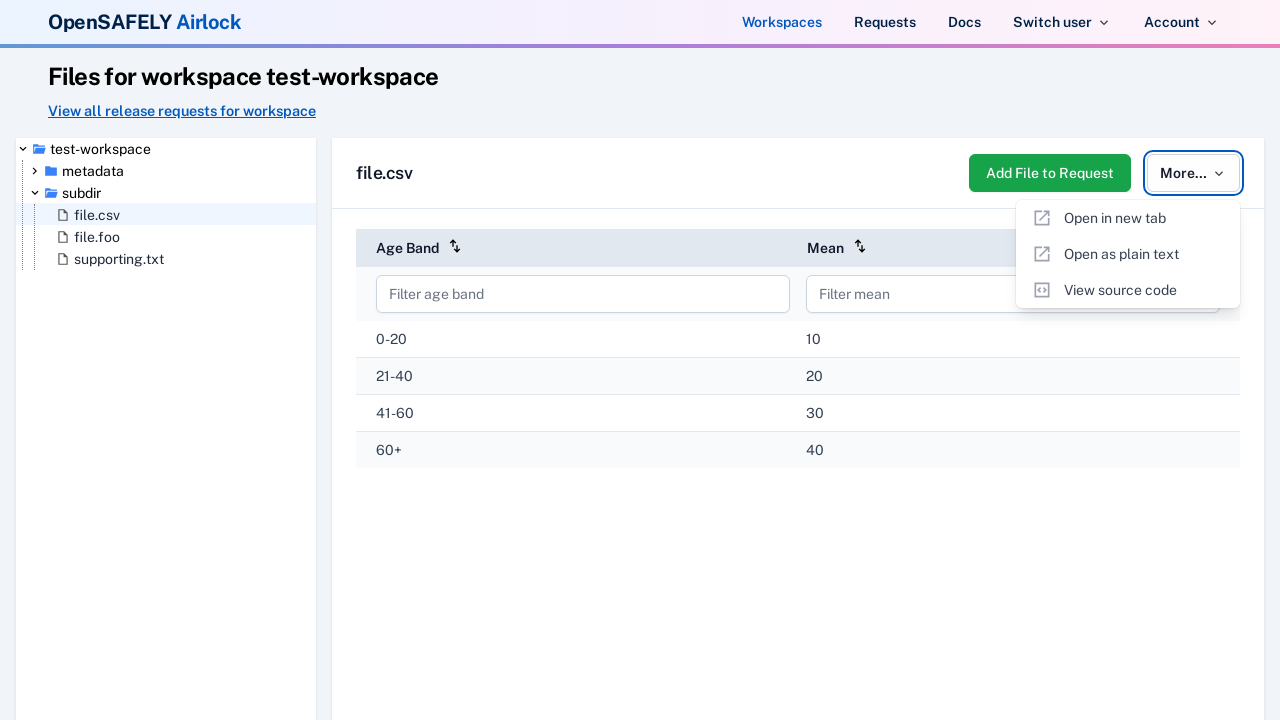 OpenSAFELY Airlock
Workspaces
Requests
Docs
Switch user
Account
Files for workspace test-workspace
View all release requests for workspace
test-workspace
metadata
subdir
file.csv
file.foo
supporting.txt
file.csv
Add File to Request
More...
Open in new tab
Open as plain text
View source code
Age Band
Mean
Filter age band
Filter mean
0-20
10
21-40
20
41-60
30
60+
40